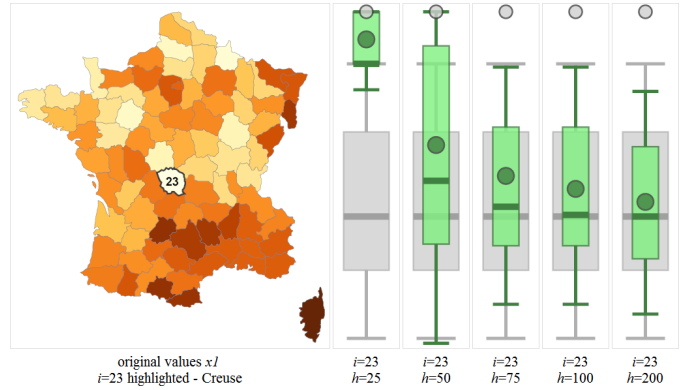 23
original values x1
i=23 highlighted - Creuse
i=23
h=25
i=23
h=50
i=23
h=75
i=23
h=100
i=23
h=200